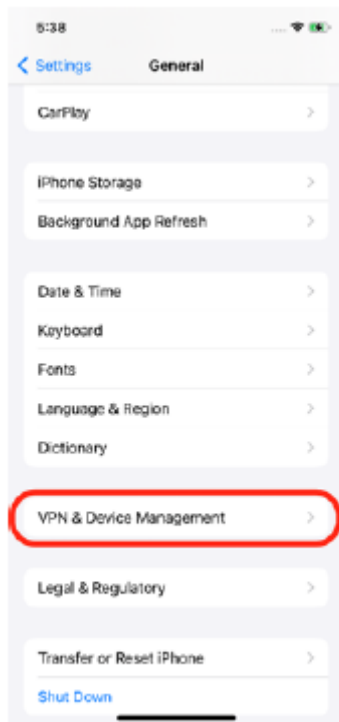 5:38
Settings General
CarPlay
iPhone Storage
Background App Refresh
Date & Time
Keyboard
Fonts
Language & Region
Dictionary
VPN & Device Management
Legal & Regulatory
Transfer or Reset iPhone
Shut Down